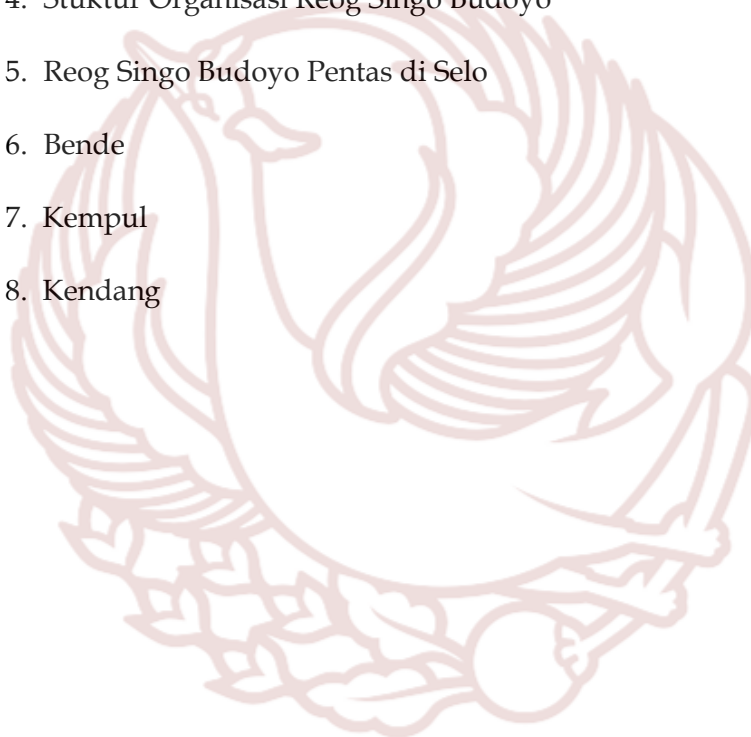 4. Stuktur Organisasi Reog Singo Budoyo
5. Reog Singo Budoyo Pentas di Selo
6. Bende
7. Kempul
8. Kendang